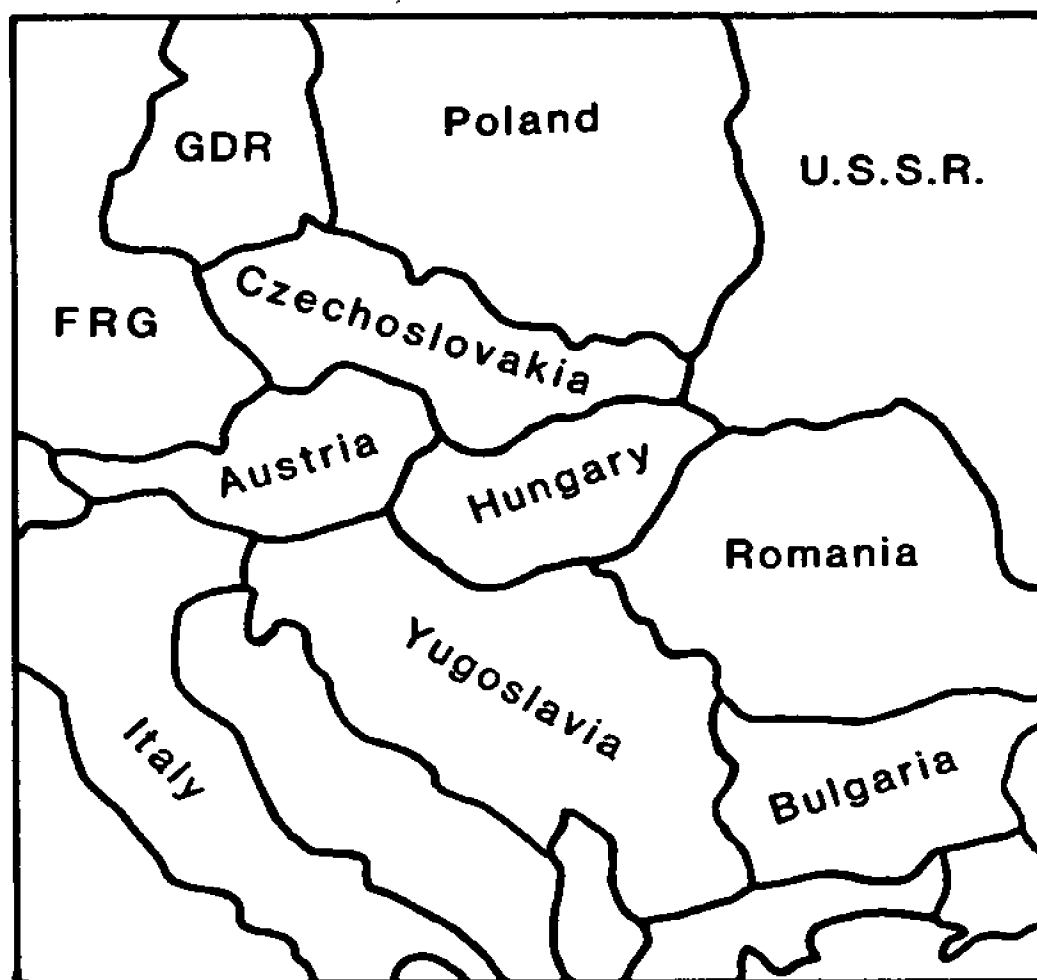 Poland
GDR
U.S.S.R.
Czechoslovakia
FRG
Austria
Hungary
Romania
Yugoslavia
Italy
Bulgaria